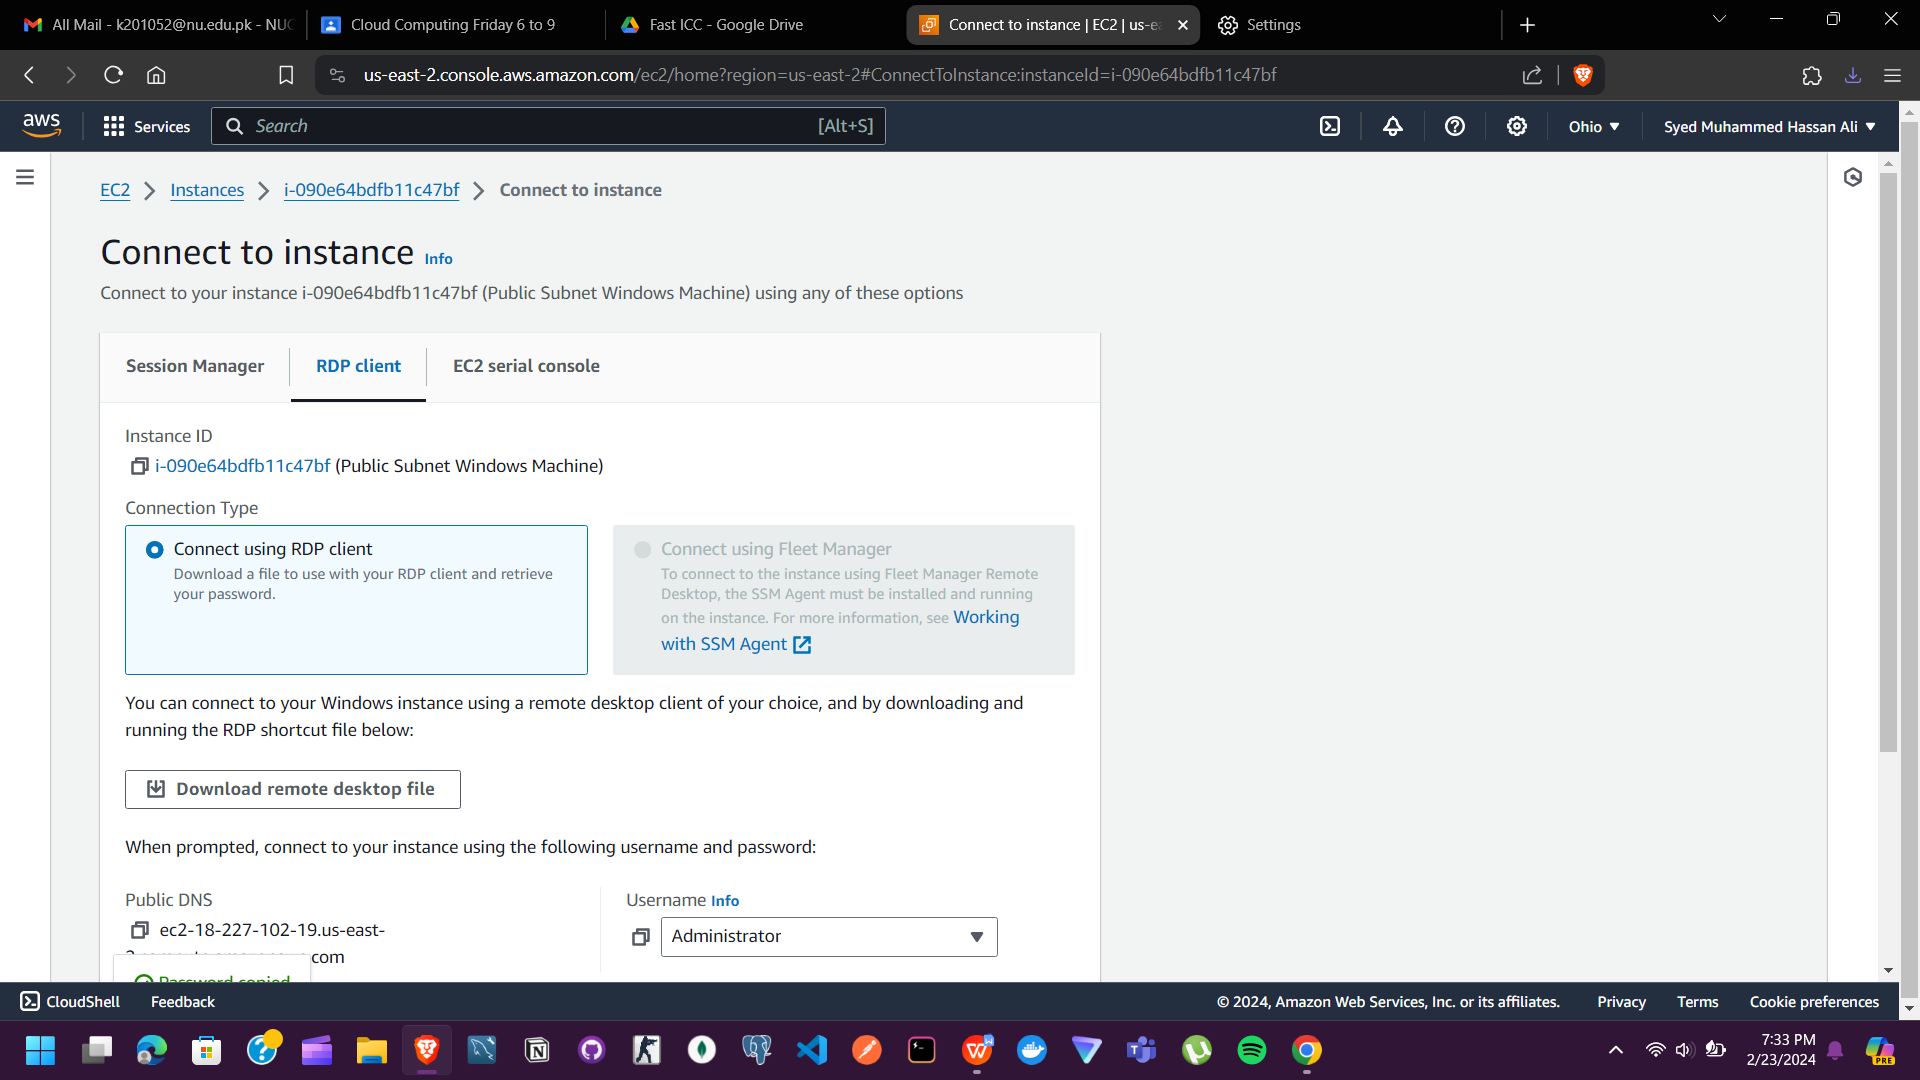 All Mail - k201052@nu.edu.pk - NUC
Cloud Computing Friday 6 to 9
Fast ICC - Google Drive
Connect to instance | EC2 | us-ea
Settings
us-east-2.console.aws.amazon.com/ec2/home?region=us-east-2#ConnectToInstance:instanceId=i-090e64bdfb11c47bf
aws
Services
Search
[Alt+S]
Ohio
Syed Muhammed Hassan Ali
EC2
Instances
i-090e64bdfb11c47bf
Connect to instance
Connect to instance Info
Connect to your instance i-090e64bdfb11c47bf (Public Subnet Windows Machine) using any of these options
Session Manager
RDP client
EC2 serial console
Instance ID
i-090e64bdfb11c47bf (Public Subnet Windows Machine)
Connection Type
Connect using RDP client
Download a file to use with your RDP client and retrieve
your password.
Connect using Fleet Manager
To connect to the instance using Fleet Manager Remote
Desktop, the SSM Agent must be installed and running
on the instance. For more information, see Working
with SSM Agent
You can connect to your Windows instance using a remote desktop client of your choice, and by downloading and
running the RDP shortcut file below:
Download remote desktop file
When prompted, connect to your instance using the following username and password:
Public DNS
ec2-18-227-102-19.us-east-
com
Username Info
Administrator
Password copied
CloudShell
Feedback
© 2024, Amazon Web Services, Inc. or its affiliates.
Privacy
Terms
Cookie preferences
7:33 PM
2/23/2024
PRE